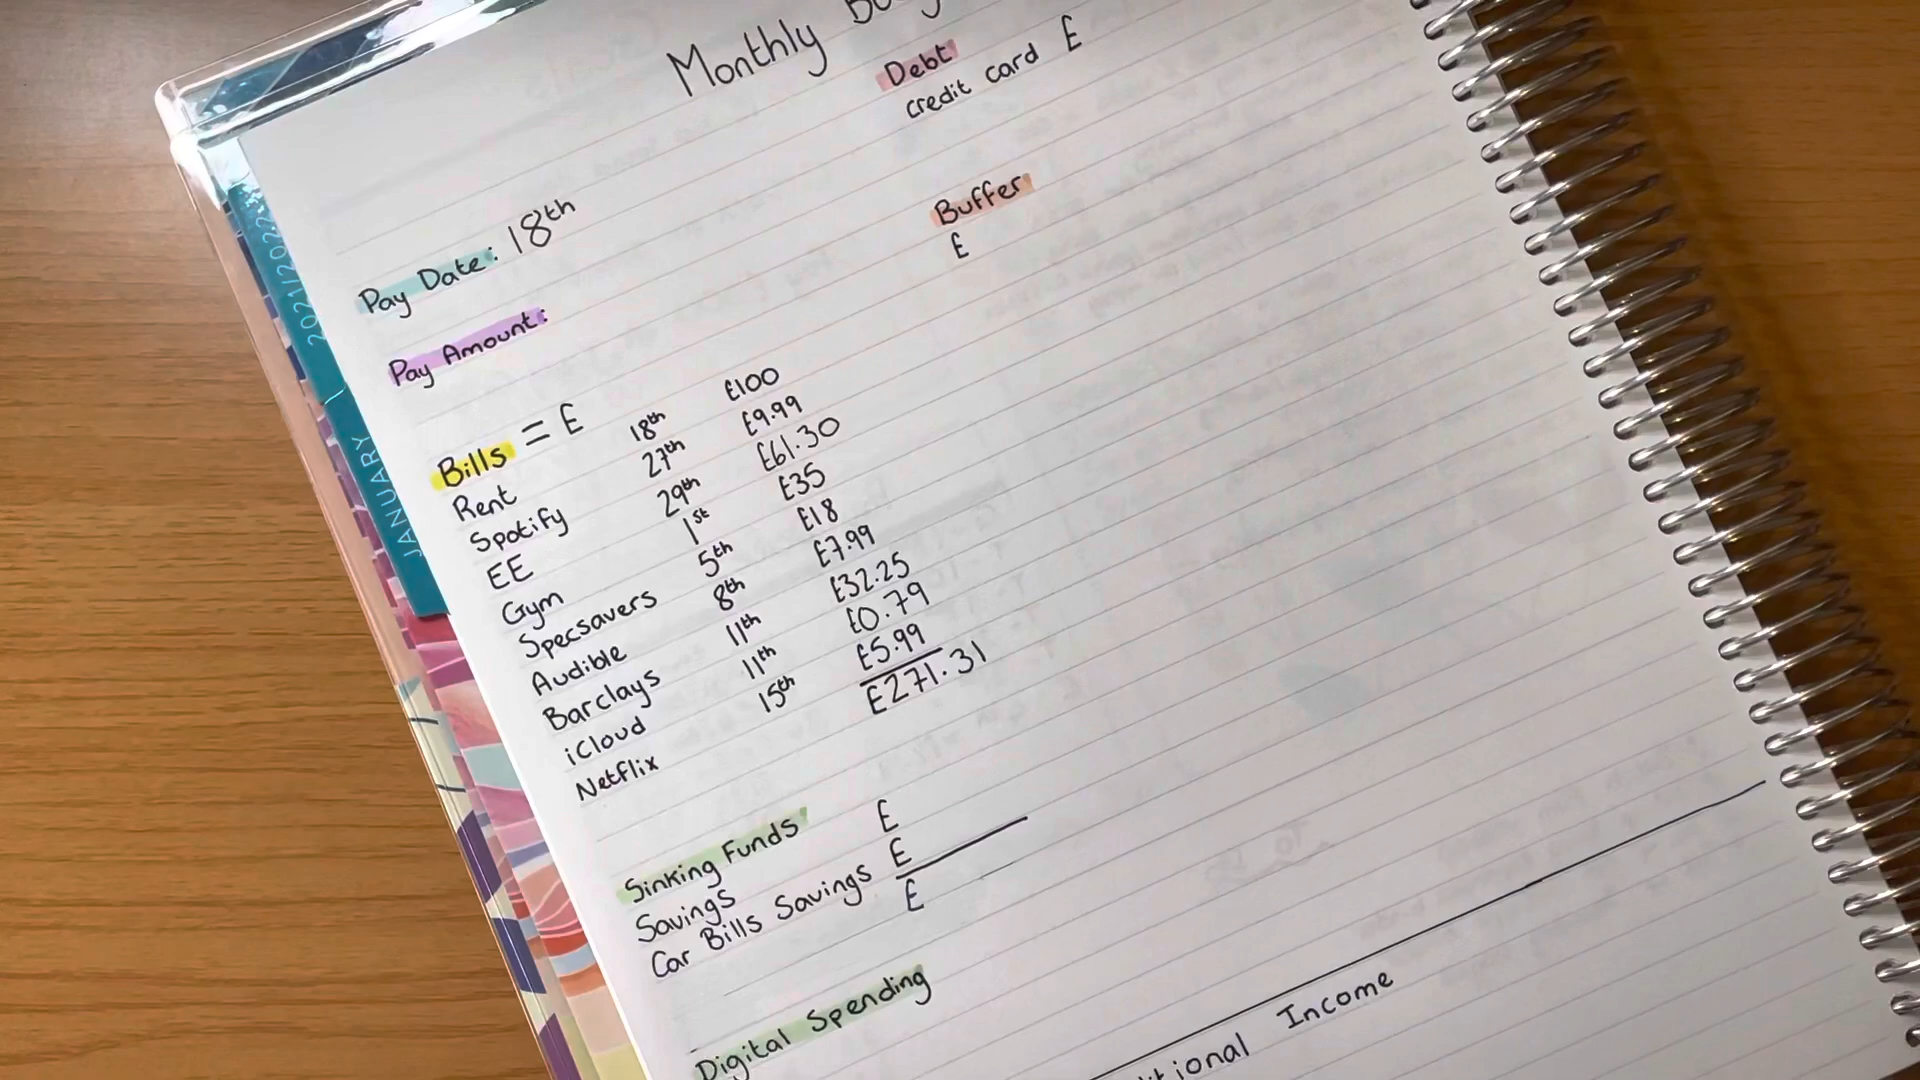 Monthly
Debt
credit card £
Pay Date: 18th
Buffer
£
Pay Amount:
Bills = £
Rent 18th £100
Spotify 27th £9.99
EE 29th £61.30
Gym 1st £35
Specsavers 5th £18
Audible 8th £7.99
Barclays 11th £32.25
iCloud 11th £0.79
Netflix 15th £5.99
£271.31
Sinking Funds
Savings £
Car Bills Savings £
£
Digital Spending
Income
2021/2022
JANUARY